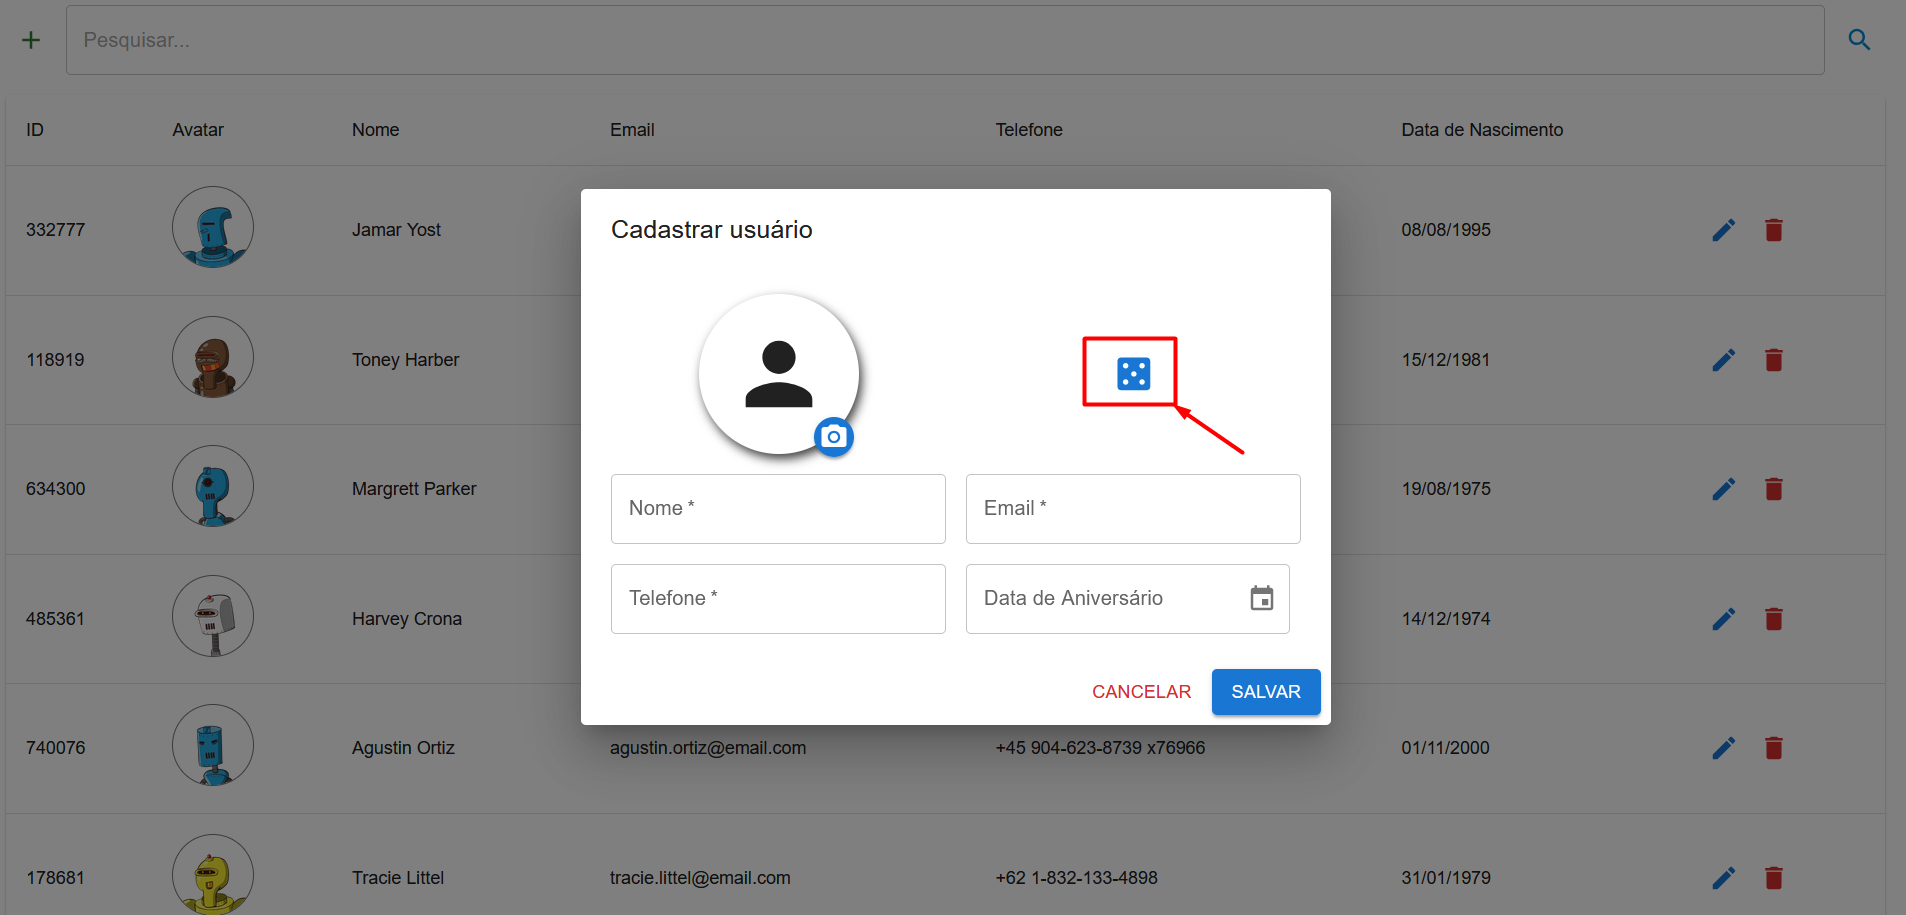 Pesquisar...
ID Avatar Nome Email Telefone Data de Nascimento
332777 Jamar Yost 08/08/1995
118919 Toney Harber 15/12/1981
634300 Margrett Parker 19/08/1975
485361 Harvey Crona 14/12/1974
740076 Agustin Ortiz agustin.ortiz@email.com +45 904-623-8739 x76966 01/11/2000
178681 Tracie Littel tracie.littel@email.com +62 1-832-133-4898 31/01/1979
Cadastrar usuário
Nome *
Email *
Telefone *
Data de Aniversário
CANCELAR
SALVAR